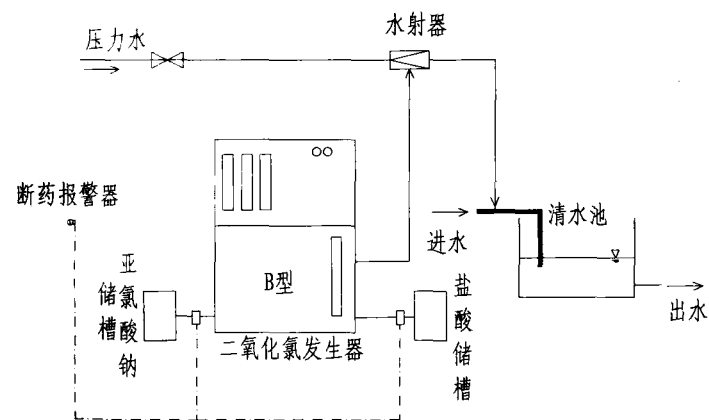 水射器
压力水
断药报警器
清水池
进水
亚氯酸钠
储槽
B型
盐酸储槽
出水
二氧化氯发生器